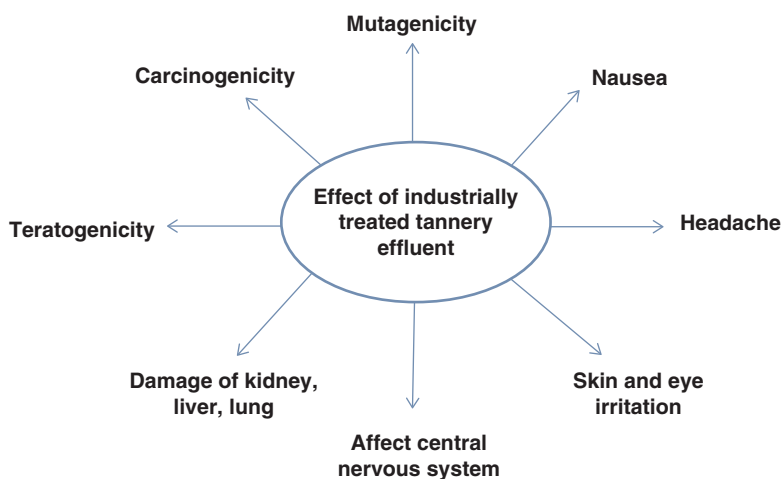 Mutagenicity
Carcinogenicity
Nausea
Effect of industrially
treated tannery
effluent
Teratogenicity
Headache
Damage of kidney,
liver, lung
Skin and eye
irritation
Affect central
nervous system